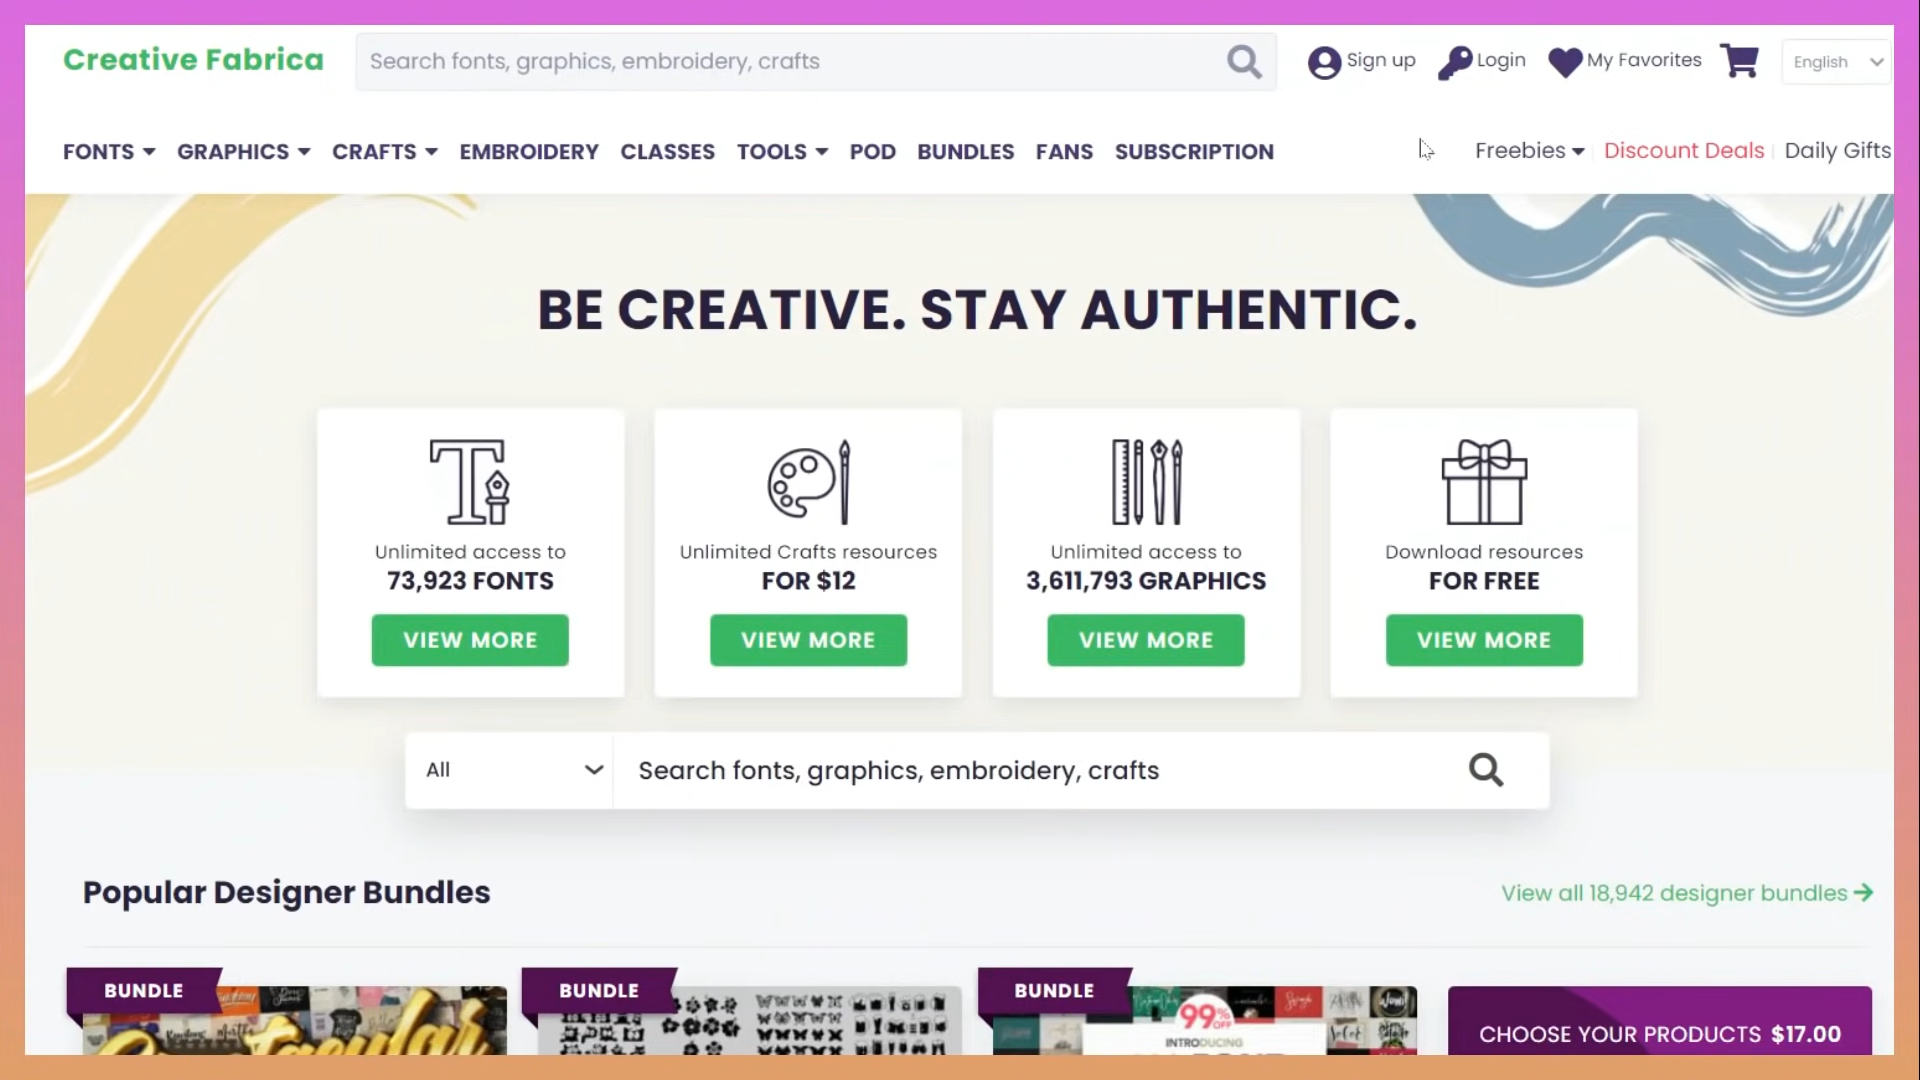 Creative Fabrica
Search fonts, graphics, embroidery, crafts
Sign up
Login
My Favorites
English
FONTS GRAPHICS CRAFTS EMBROIDERY CLASSES TOOLS POD BUNDLES FANS SUBSCRIPTION
Freebies Discount Deals Daily Gifts
BE CREATIVE. STAY AUTHENTIC.
Unlimited access to
73,923 FONTS
VIEW MORE
Unlimited Crafts resources
FOR $12
VIEW MORE
Unlimited access to
3,611,793 GRAPHICS
VIEW MORE
Download resources
FOR FREE
VIEW MORE
All
Search fonts, graphics, embroidery, crafts
Popular Designer Bundles
View all 18,942 designer bundles
BUNDLE
BUNDLE
BUNDLE
99% OFF
INTRODUCING
CHOOSE YOUR PRODUCTS $17.00